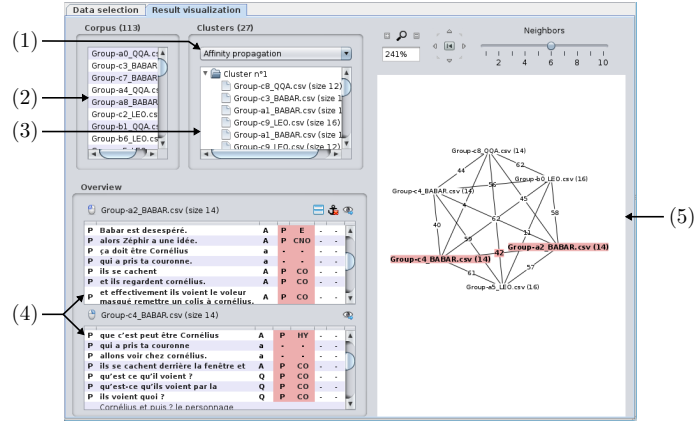 Data selection
Result visualization
Corpus (113)
Clusters (27)
Neighbors
(1)
Affinity propagation
241%
2 4 6 8 10
(2)
Group-a0_QQA.cs
Group-c3_BABAR
Group-c7_BABAR
Group-a4_QQA.cs
Group-a8_BABAR
Group-c2_LEO.cs
Group-b1_QQA.cs
Group-b6_LEO.cs
(3)
Cluster n°1
Group-c8_QQA.csv (size 12)
Group-c3_BABAR.csv (size 1
Group-a1_BABAR.csv (size 1
Group-c9_LEO.csv (size 16)
Group-a1_BABAR.csv (size 1
Group-c9_LEO.csv (size 12)
Overview
Group-a2_BABAR.csv (size 14)
P Babar est desespéré. A P E - -
P alors Zéphir a une idée. A P CNO - -
P ça doit être Cornélius a - - - -
P qui a pris ta couronne. a - - - -
P ils se cachent A P CO - -
P et ils regardent cornélius. A P CO - -
P et effectivement ils voient le voleur
masqué remettre un colis à cornélius. A P CO - -
(4)
Group-c4_BABAR.csv (size 14)
P que c'est peut être Cornélius A P HY - -
P qui a pris ta couronne a - - - -
P allons voir chez cornélius. a - - - -
P ils se cachent derrière la fenêtre et A P CO - -
P qu'est ce qu'il voient ? Q P CO - -
P qu'est-ce qu'ils voient par la Q P CO - -
P ils voient quoi ? Q P CO - -
Cornélius et puis ? le personnage
Group-c8_QQA.csv (14)
44
62
56
Group-b0_LEO.csv (16)
Group-c4_BABAR.csv (14)
45
4
62
58
(5)
40
11
59
42
Group-a2_BABAR.csv (14)
Group-c4_BABAR.csv (14)
61
57
Group-a5_LEO.csv (16)